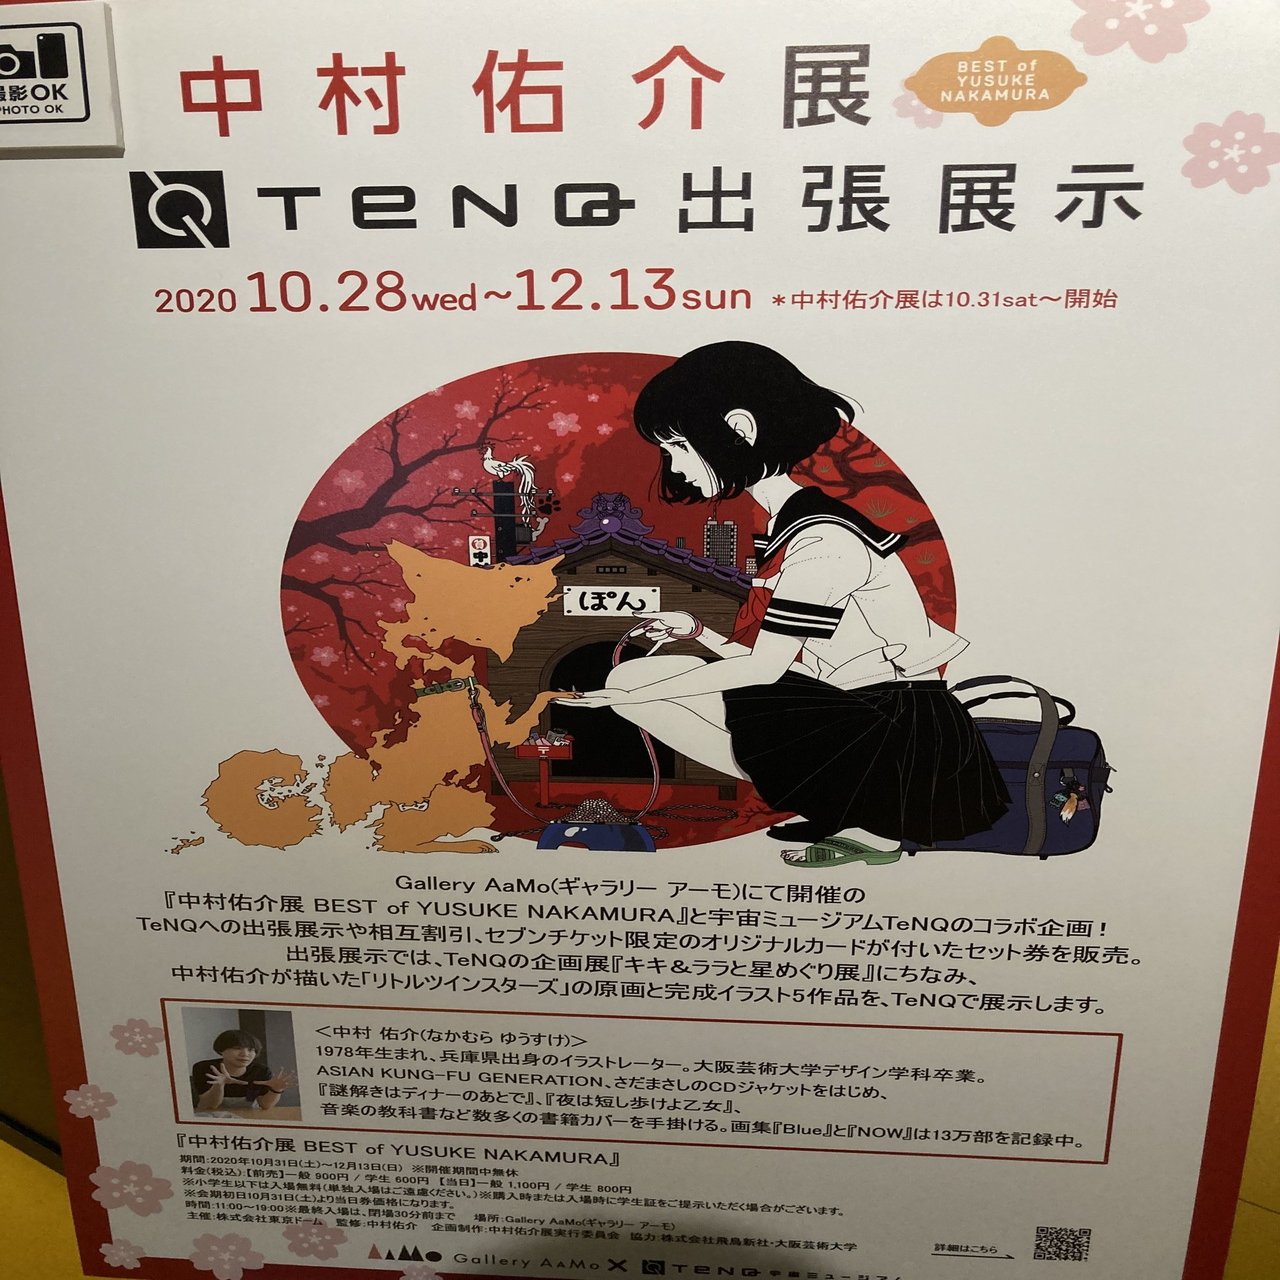 撮影OK
PHOTO OK
中村佑介展
BEST of
YUSUKE
NAKAMURA
TeNQ出張展示
2020 10.28wed~12.13sun *中村佑介展は10.31sat～開始
中
ぽん
Gallery AaMo(ギャラリー アーモ)にて開催の
『中村佑介展 BEST of YUSUKE NAKAMURA』と宇宙ミュージアムTeNQのコラボ企画！
TeNQへの出張展示や相互割引、セブンチケット限定のオリジナルカードが付いたセット券を販売。
出張展示では、TeNQの企画展『キキ＆ララと星めぐり展』にちなみ、
中村佑介が描いた「リトルツインスターズ」の原画と完成イラスト5作品を、TeNQで展示します。
＜中村 佑介(なかむら ゆうすけ)＞
1978年生まれ、兵庫県出身のイラストレーター。大阪芸術大学デザイン学科卒業。
ASIAN KUNG-FU GENERATION、さだまさしのCDジャケットをはじめ、
『謎解きはディナーのあとで』、『夜は短し歩けよ乙女』、
音楽の教科書など数多くの書籍カバーを手掛ける。画集『Blue』と『NOW』は13万部を記録中。
『中村佑介展 BEST of YUSUKE NAKAMURA』
期間:2020年10月31日(土)～12月13日(日) ※開催期間中無休
料金(税込):【前売】一般 900円 / 学生 600円 【当日】一般 1,100円 / 学生 800円
※小学生以下は入場無料(単独入場はご遠慮ください。)※購入時または入場時に学生証をご提示いただく場合がございます。
※会期初日10月31日(土)より当日券価格になります。
時間:11:00～19:00※最終入場は、閉場30分前まで 場所:Gallery AaMo(ギャラリー アーモ)
主催:株式会社東京ドーム 監修:中村佑介 企画制作:中村佑介展実行委員会 協力:株式会社飛鳥新社・大阪芸術大学
詳細はこちら
AAMo Gallery AaMo × TeNQ 宇宙ミュージアム